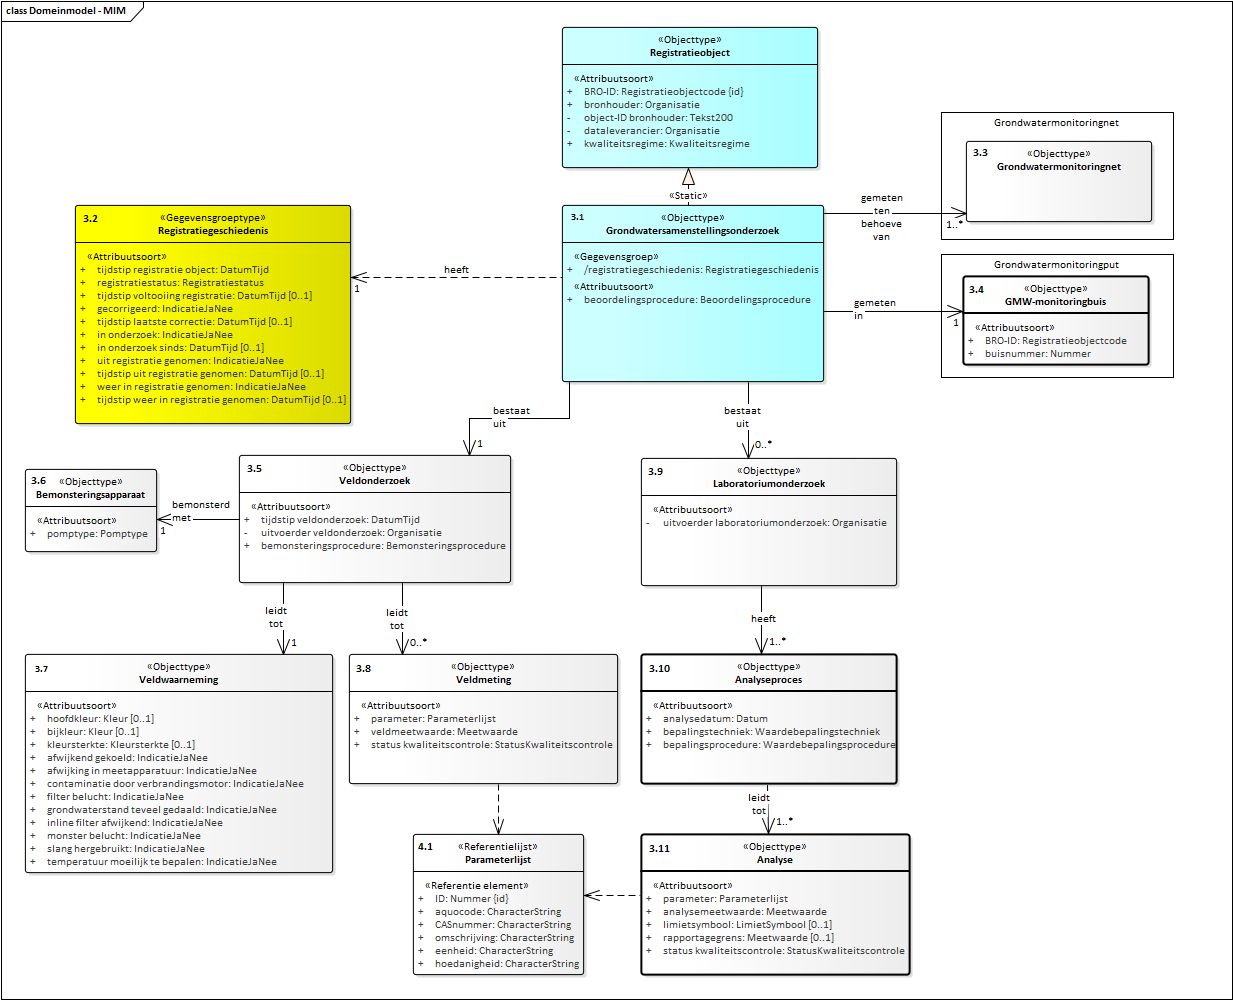 class Domeinmodel - MIM
«Objecttype»
Registratieobject
«Attribuutsoort»
+ BRO-ID: Registratieobjectcode {id}
+ bronhouder: Organisatie
- object-ID bronhouder: Tekst200
- dataleverancier: Organisatie
+ kwaliteitsregime: Kwaliteitsregime
«Static»
Grondwatermonitoringnet
3.3 «Objecttype»
Grondwatermonitoringnet
gemeten
ten
behoeve
van
1..*
3.2 «Gegevensgroeptype»
Registratiegeschiedenis
«Attribuutsoort»
+ tijdstip registratie object: DatumTijd
+ registratiestatus: Registratiestatus
+ tijdstip voltooiing registratie: DatumTijd [0..1]
+ gecorrigeerd: IndicatieJaNee
+ tijdstip laatste correctie: DatumTijd [0..1]
+ in onderzoek: IndicatieJaNee
+ in onderzoek sinds: DatumTijd [0..1]
+ uit registratie genomen: IndicatieJaNee
+ tijdstip uit registratie genomen: DatumTijd [0..1]
+ weer in registratie genomen: IndicatieJaNee
+ tijdstip weer in registratie genomen: DatumTijd [0..1]
heeft
1
3.1 «Objecttype»
Grondwatersamenstellingsonderzoek
«Gegevensgroep»
+ /registratiegeschiedenis: Registratiegeschiedenis
«Attribuutsoort»
+ beoordelingsprocedure: Beoordelingsprocedure
Grondwatermonitoringput
3.4 «Objecttype»
GMW-monitoringbuis
«Attribuutsoort»
+ BRO-ID: Registratieobjectcode
+ buisnummer: Nummer
gemeten
in
1
bestaat
uit
1
bestaat
uit
0..*
3.6 «Objecttype»
Bemonsteringsapparaat
«Attribuutsoort»
+ pomptype: Pomptype
bemonsterd
met
1
3.5 «Objecttype»
Veldonderzoek
«Attribuutsoort»
+ tijdstip veldonderzoek: DatumTijd
- uitvoerder veldonderzoek: Organisatie
+ bemonsteringsprocedure: Bemonsteringsprocedure
3.9 «Objecttype»
Laboratoriumonderzoek
«Attribuutsoort»
- uitvoerder laboratoriumonderzoek: Organisatie
leidt
tot
1
leidt
tot
0..*
heeft
1..*
3.7 «Objecttype»
Veldwaarneming
«Attribuutsoort»
+ hoofdkleur: Kleur [0..1]
+ bijkleur: Kleur [0..1]
+ kleursterkte: Kleursterkte [0..1]
+ afwijkend gekoeld: IndicatieJaNee
+ afwijking in meetapparatuur: IndicatieJaNee
+ contaminatie door verbrandingsmotor: IndicatieJaNee
+ filter belucht: IndicatieJaNee
+ grondwaterstand teveel gedaald: IndicatieJaNee
+ inline filter afwijkend: IndicatieJaNee
+ monster belucht: IndicatieJaNee
+ slang hergebruikt: IndicatieJaNee
+ temperatuur moeilijk te bepalen: IndicatieJaNee
3.8 «Objecttype»
Veldmeting
«Attribuutsoort»
+ parameter: Parameterlijst
+ veldmeetwaarde: Meetwaarde
+ status kwaliteitscontrole: StatusKwaliteitscontrole
3.10 «Objecttype»
Analyseproces
«Attribuutsoort»
+ analysedatum: Datum
+ bepalingstechniek: Waardebepalingstechniek
+ bepalingsprocedure: Waardebepalingsprocedure
leidt
tot
1..*
4.1 «Referentielijst»
Parameterlijst
«Referentie element»
+ ID: Nummer {id}
+ aquocode: CharacterString
+ CASnummer: CharacterString
+ omschrijving: CharacterString
+ eenheid: CharacterString
+ hoedanigheid: CharacterString
3.11 «Objecttype»
Analyse
«Attribuutsoort»
+ parameter: Parameterlijst
+ analysemeetwaarde: Meetwaarde
+ limietsymbool: LimietSymbool [0..1]
+ rapportagegrens: Meetwaarde [0..1]
+ status kwaliteitscontrole: StatusKwaliteitscontrole